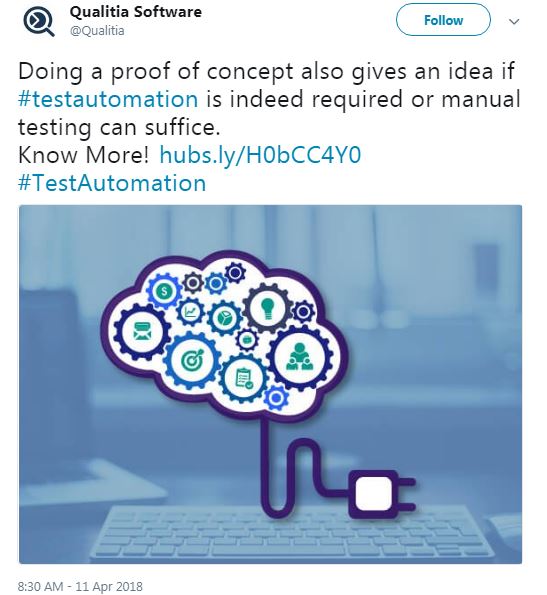 Qualitia Software
@Qualitia
Follow
Doing a proof of concept also gives an idea if
#testautomation is indeed required or manual
testing can suffice.
Know More! hubs.ly/H0bCC4Y0
#TestAutomation
$
8:30 AM - 11 Apr 2018